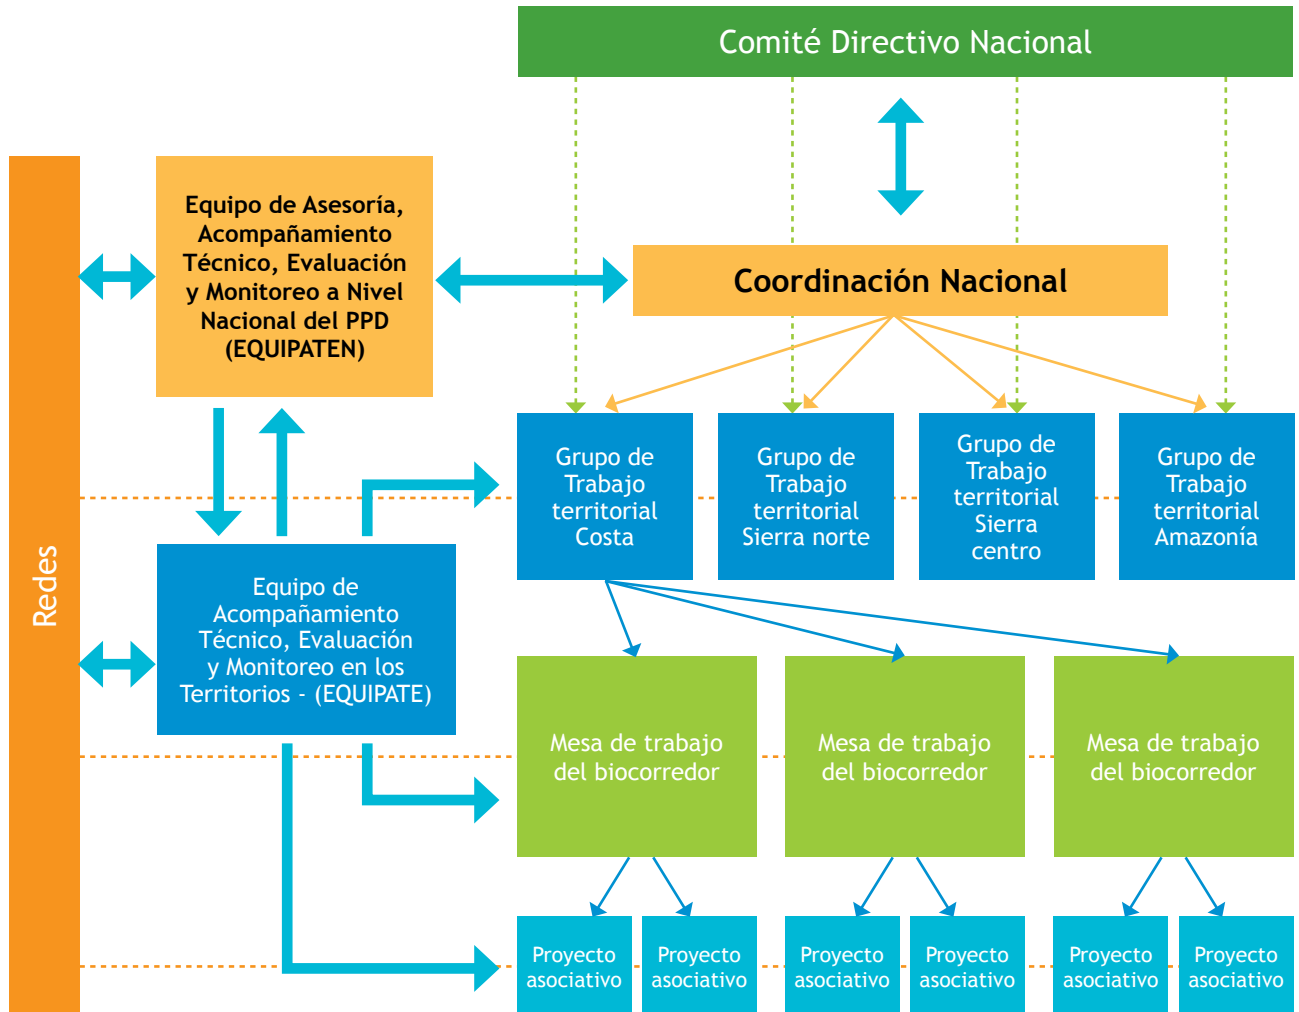 Comité Directivo Nacional
Equipo de Asesoría,
Acompañamiento
Técnico, Evaluación
y Monitoreo a Nivel
Nacional del PPD
(EQUIPATEN)
Coordinación Nacional
Redes
Grupo de
Trabajo
territorial
Costa
Grupo de
Trabajo
territorial
Sierra norte
Grupo de
Trabajo
territorial
Sierra
centro
Grupo de
Trabajo
territorial
Amazonía
Equipo de
Acompañamiento
Técnico, Evaluación
y Monitoreo en los
Territorios - (EQUIPATE)
Mesa de trabajo
del biocorredor
Mesa de trabajo
del biocorredor
Mesa de trabajo
del biocorredor
Proyecto
asociativo
Proyecto
asociativo
Proyecto
asociativo
Proyecto
asociativo
Proyecto
asociativo
Proyecto
asociativo